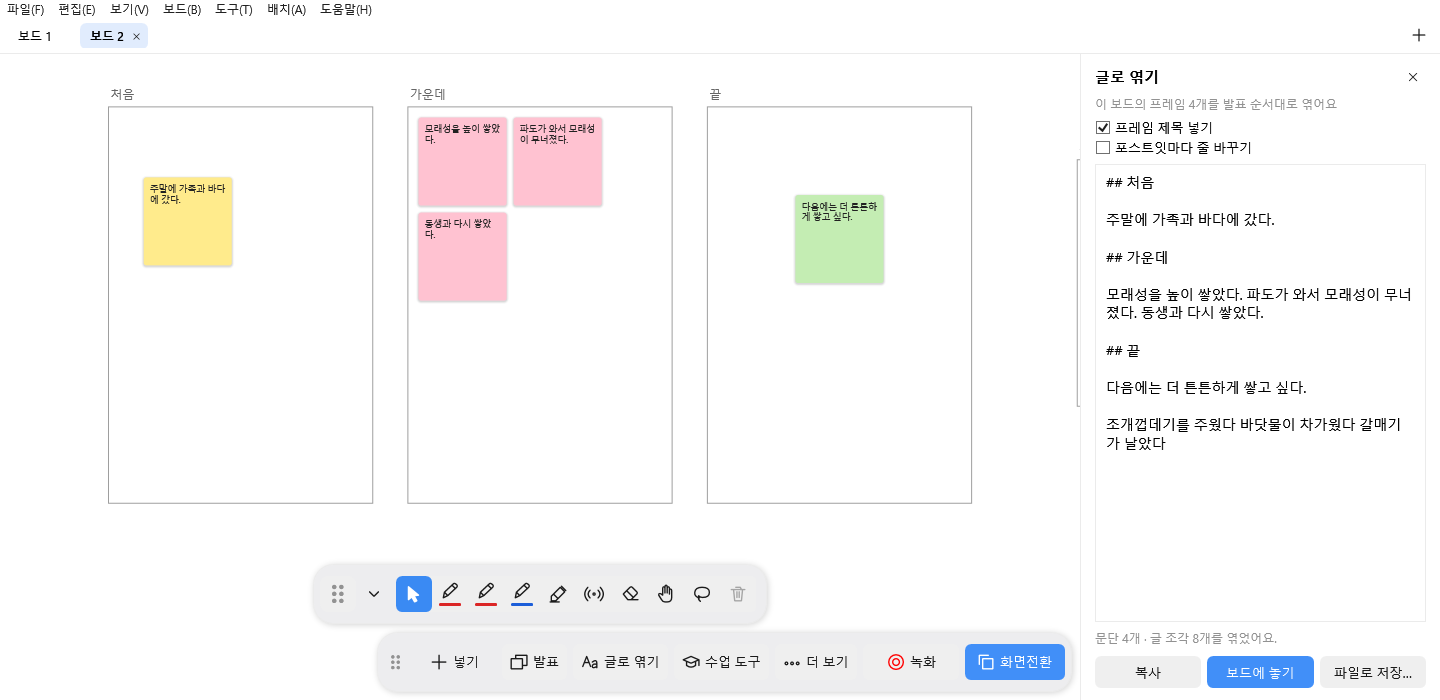 파일(F) 편집(E) 보기(V) 보드(B) 도구(T) 배치(A) 도움말(H)
보드 1 보드 2
처음
주말에 가족과 바다
에 갔다.
가운데
모래성을 높이 쌓았
다.
파도가 와서 모래성
이 무너졌다.
동생과 다시 쌓았
다.
끝
다음에는 더 튼튼하
게 쌓고 싶다.
글로 엮기
이 보드의 프레임 4개를 발표 순서대로 엮어요
프레임 제목 넣기
포스트잇마다 줄 바꾸기
## 처음
주말에 가족과 바다에 갔다.
## 가운데
모래성을 높이 쌓았다. 파도가 와서 모래성이 무너
졌다. 동생과 다시 쌓았다.
## 끝
다음에는 더 튼튼하게 쌓고 싶다.
조개껍데기를 주웠다 바닷물이 차가웠다 갈매기
가 날았다
문단 4개 · 글 조각 8개를 엮었어요.
복사 보드에 놓기 파일로 저장...
넣기 발표 Aa 글로 엮기 수업 도구 더 보기 녹화 화면전환